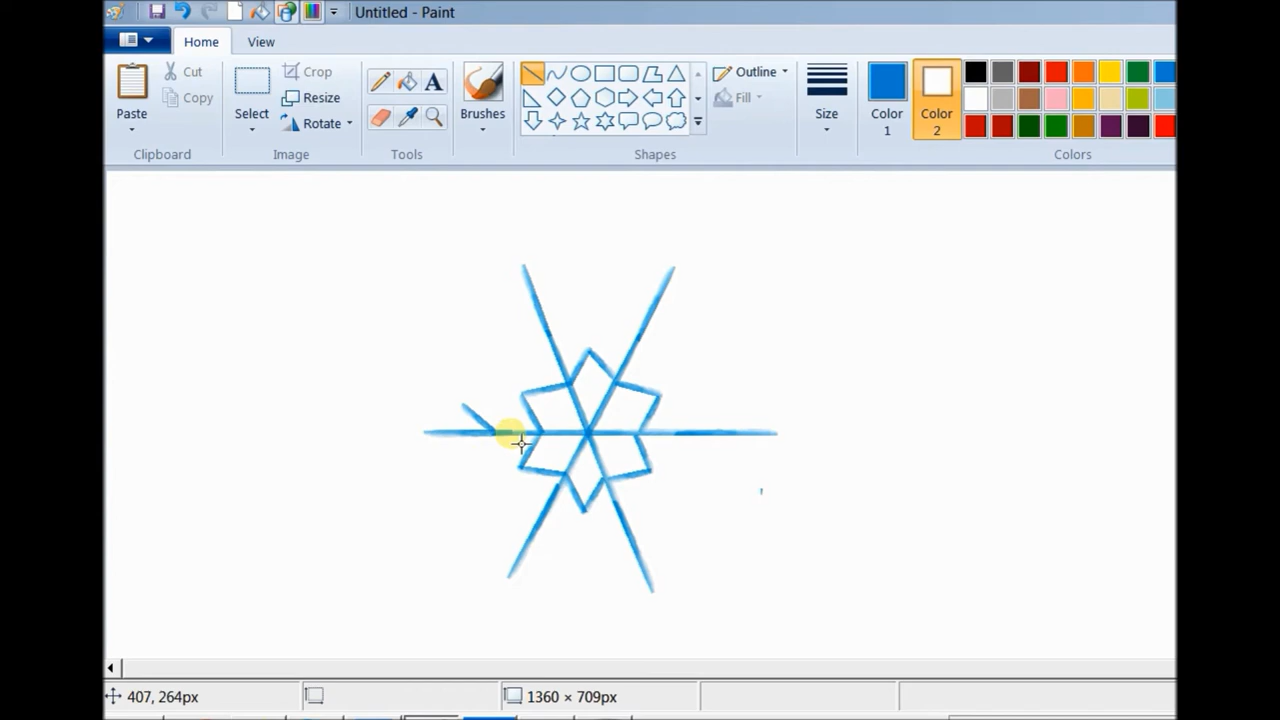 Untitled - Paint
Home View
Paste
Cut
Copy
Clipboard
Select
Crop
Resize
Rotate
Image
A
Tools
Brushes
Outline
Fill
Shapes
Size
Color 1
Color 2
Colors
407, 264px
1360 × 709px